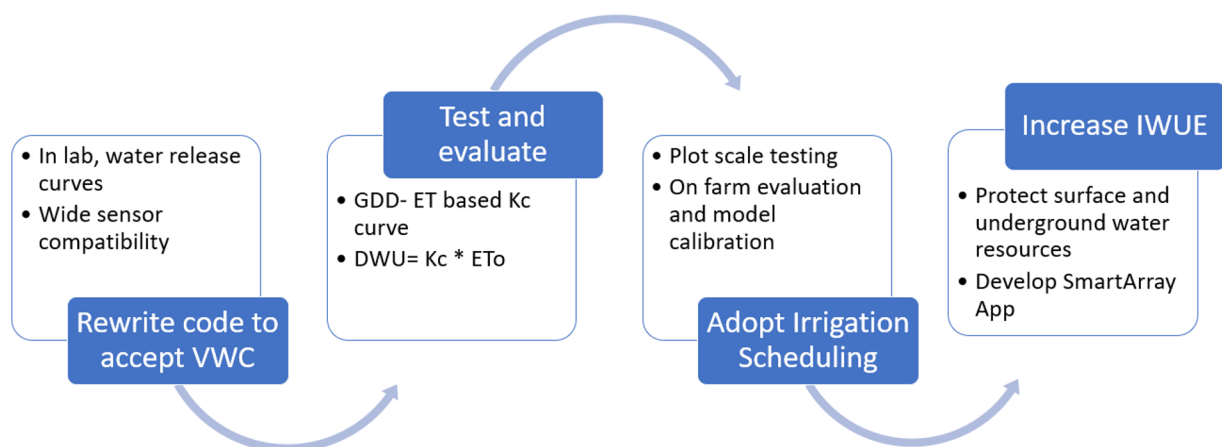 • In lab, water release
curves
• Wide sensor
compatibility
Rewrite code to
accept VWC
Test and
evaluate
• GDD- ET based Kc
curve
• DWU= Kc * ETo
• Plot scale testing
• On farm evaluation
and model
calibration
Adopt Irrigation
Scheduling
Increase IWUE
• Protect surface and
underground water
resources
• Develop SmartArray
App